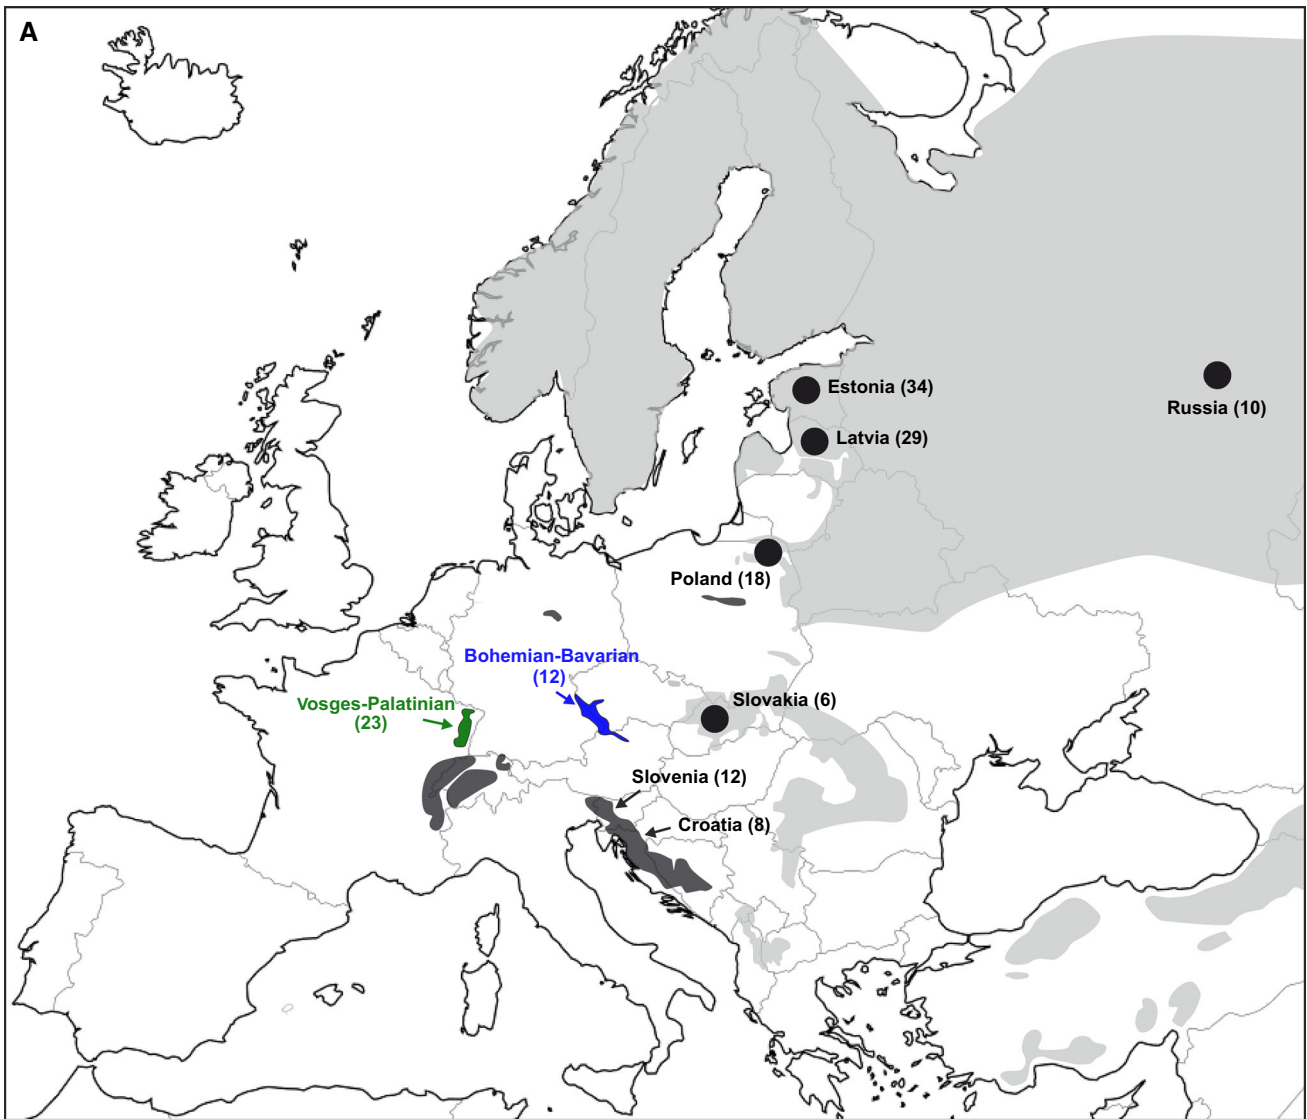 A
Estonia (34)
Russia (10)
Latvia (29)
Poland (18)
Bohemian-Bavarian
(12)
Vosges-Palatinian
(23)
Slovakia (6)
Slovenia (12)
Croatia (8)